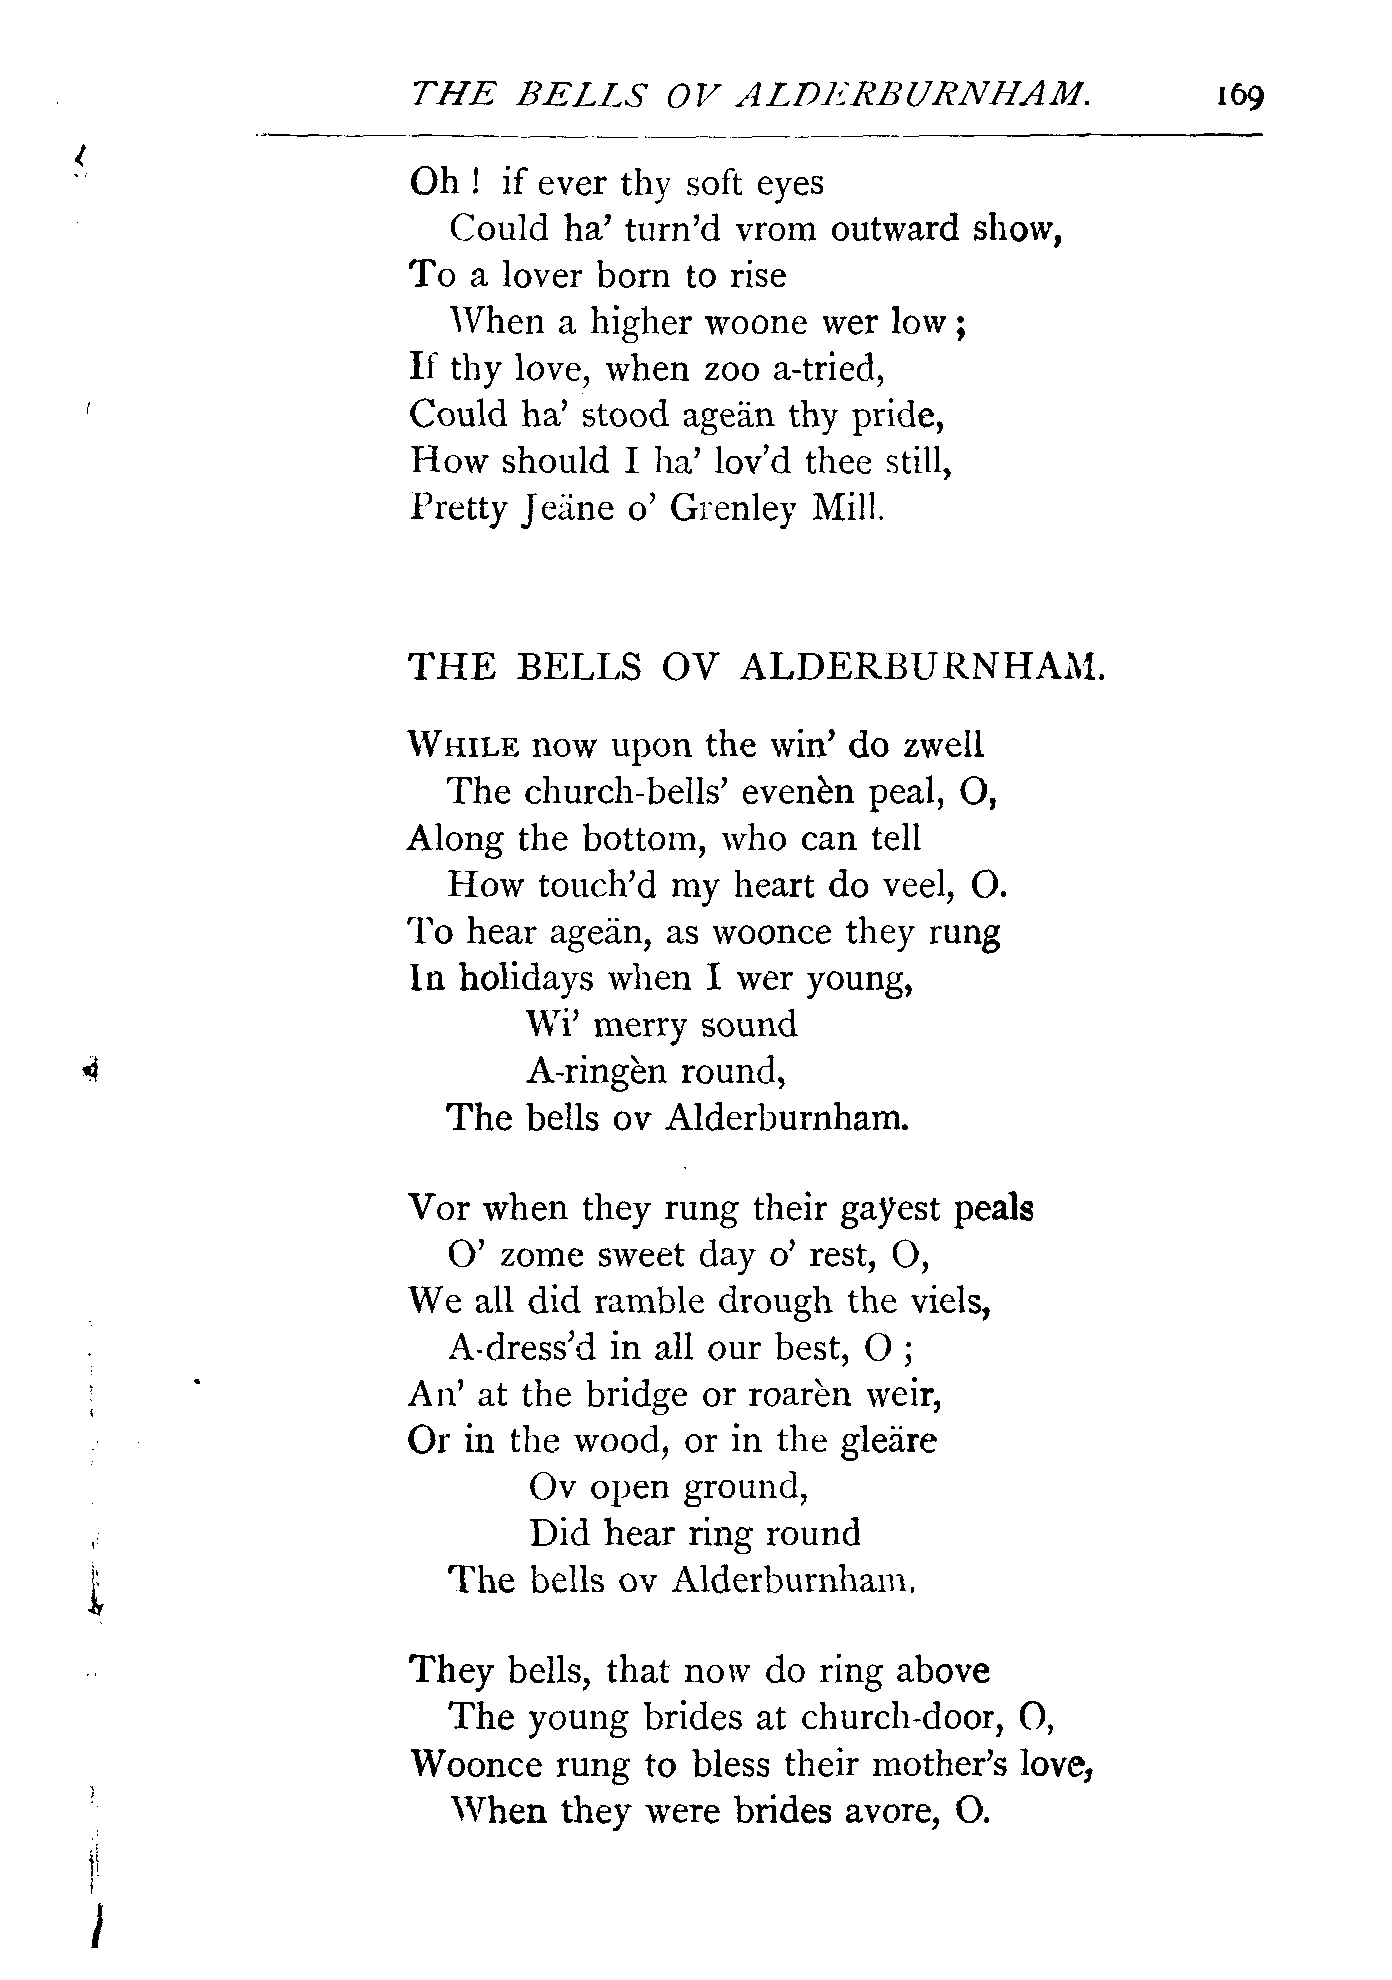 THE BELLS OV ALDERBURNHAM. 169
Oh ! if ever thy soft eyes
Could ha' turn'd vrom outward show,
To a lover born to rise
When a higher woone wer low ;
If thy love, when zoo a-tried,
Could ha' stood ageän thy pride,
How should I ha' lov'd thee still,
Pretty Jeäne o' Grenley Mill.
THE BELLS OV ALDERBURNHAM.
WHILE now upon the win' do zwell
The church-bells' evenèn peal, O,
Along the bottom, who can tell
How touch'd my heart do veel, O.
To hear ageän, as woonce they rung
In holidays when I wer young,
Wi' merry sound
A-ringèn round,
The bells ov Alderburnham.
Vor when they rung their gaÿest peals
O' zome sweet day o' rest, O,
We all did ramble drough the viels,
A-dress'd in all our best, O ;
An' at the bridge or roarèn weir,
Or in the wood, or in the gleäre
Ov open ground,
Did hear ring round
The bells ov Alderburnham.
They bells, that now do ring above
The young brides at church-door, O,
Woonce rung to bless their mother's love,
When they were brides avore, O.